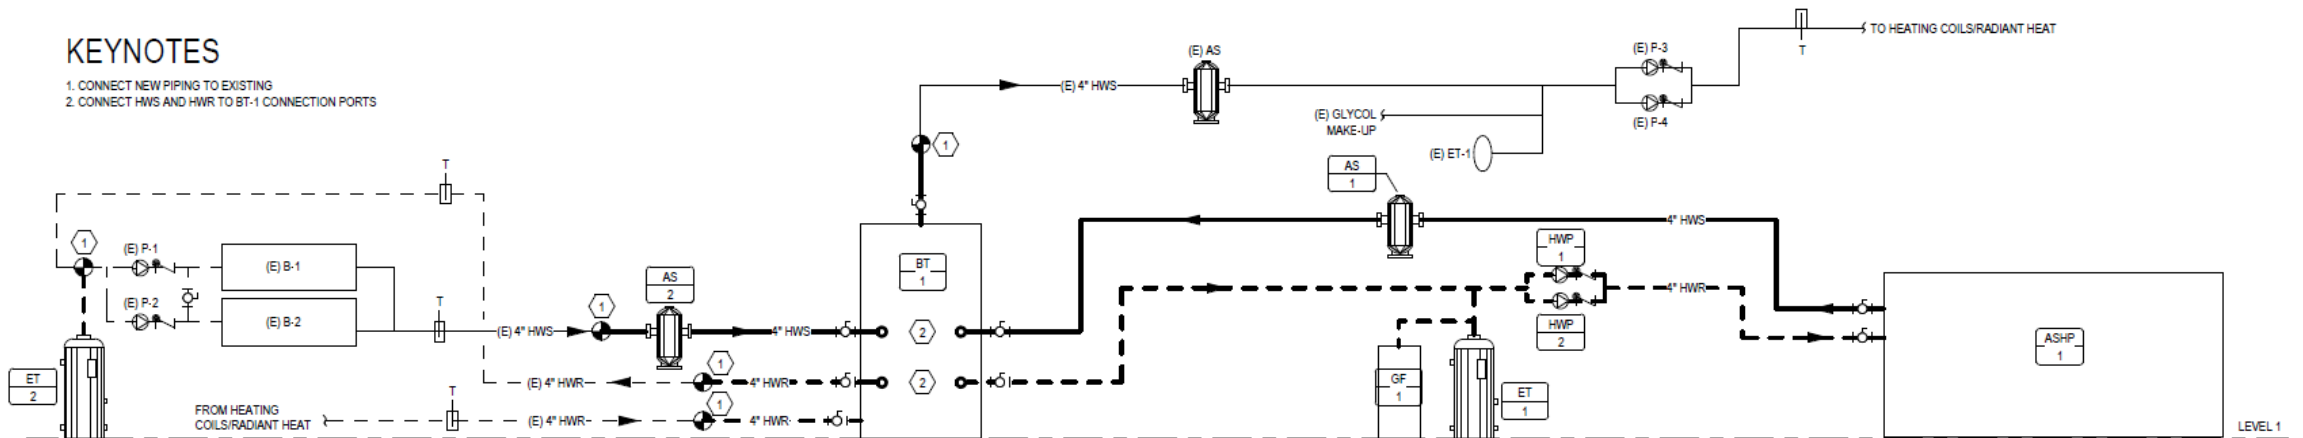 KEYNOTES
1. CONNECT NEW PIPING TO EXISTING
2. CONNECT HWS AND HWR TO BT-1 CONNECTION PORTS
T
TO HEATING COILS/RADIANT HEAT
(E) P-3
(E) P-4
(E) AS
(E) 4" HWS
(E) GLYCOL
MAKE-UP
(E) ET-1
1
AS
1
4" HWS
T
1
(E) P-1
(E) B-1
(E) P-2
(E) B-2
T
(E) 4" HWS
1
AS
2
4" HWS
BT
1
2
2
HWP
1
4" HWR
HWP
2
ASHP
1
ET
2
(E) 4" HWR
1
4" HWR
GF
1
ET
1
FROM HEATING
COILS/RADIANT HEAT
T
(E) 4" HWR
1
4" HWR
LEVEL 1